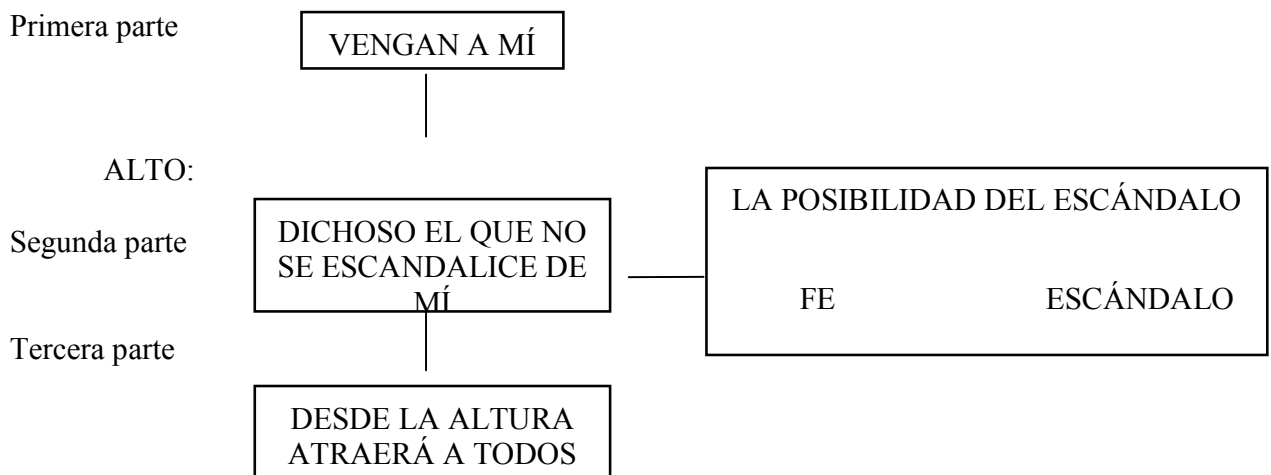 Primera parte
VENGAN A MÍ
ALTO:
Segunda parte
DICHOSO EL QUE NO
SE ESCANDALICE DE
MÍ
LA POSIBILIDAD DEL ESCÁNDALO
FE ESCÁNDALO
Tercera parte
DESDE LA ALTURA
ATRAERÁ A TODOS